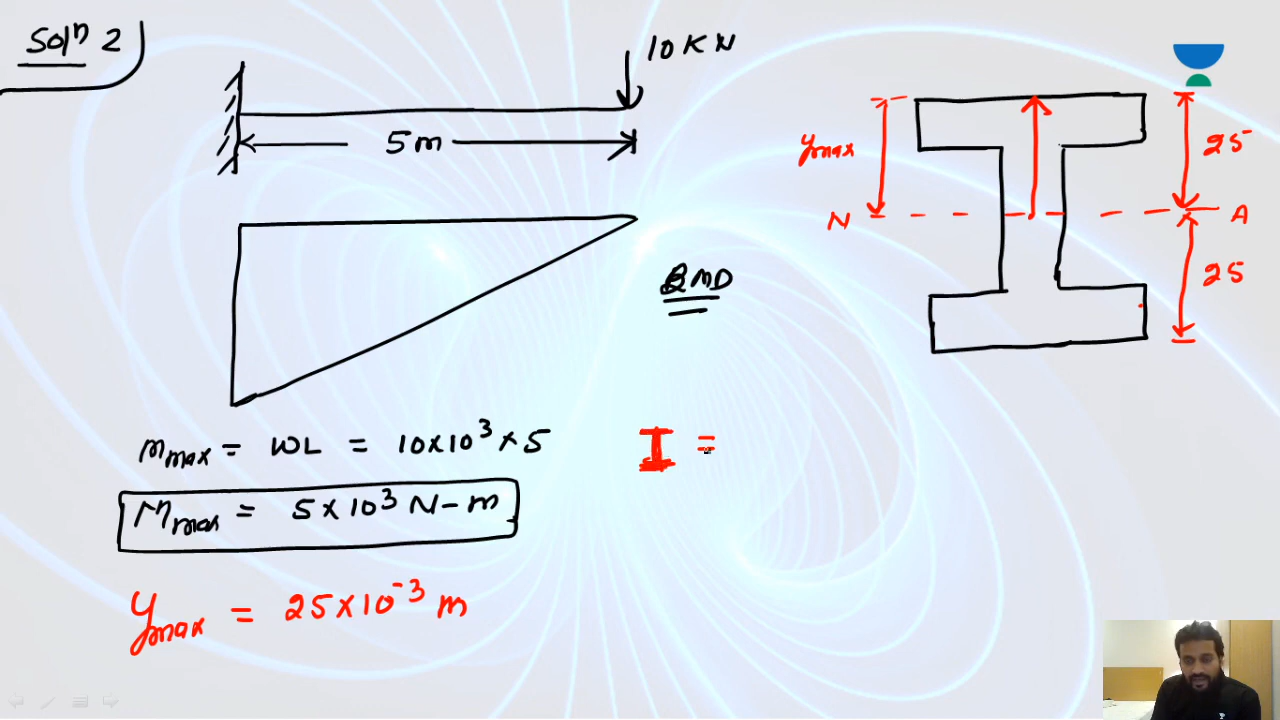 Solⁿ 2
10 KN
5m
ymax
25
N
A
25
BMD
Mmax = WL = 10×10³×5
Mmax = 5×10³ N-m
I =
ymax = 25×10⁻³ m